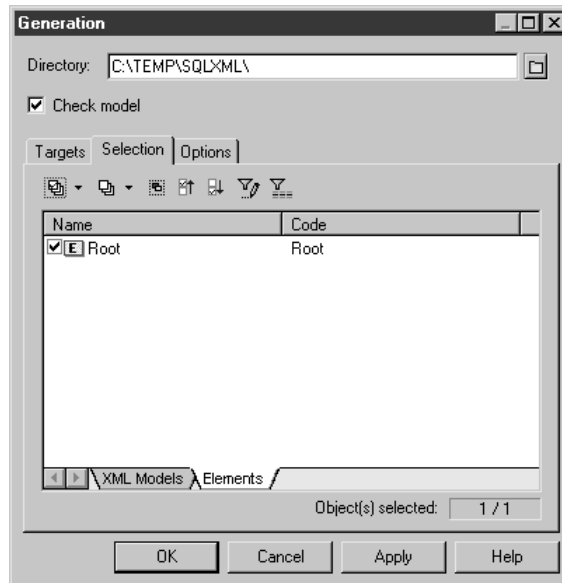 Generation
Directory: C:\TEMP\SQLXML\
Check model
Targets Selection Options
Name Code
E Root Root
XML Models Elements
Object(s) selected: 1 / 1
OK Cancel Apply Help